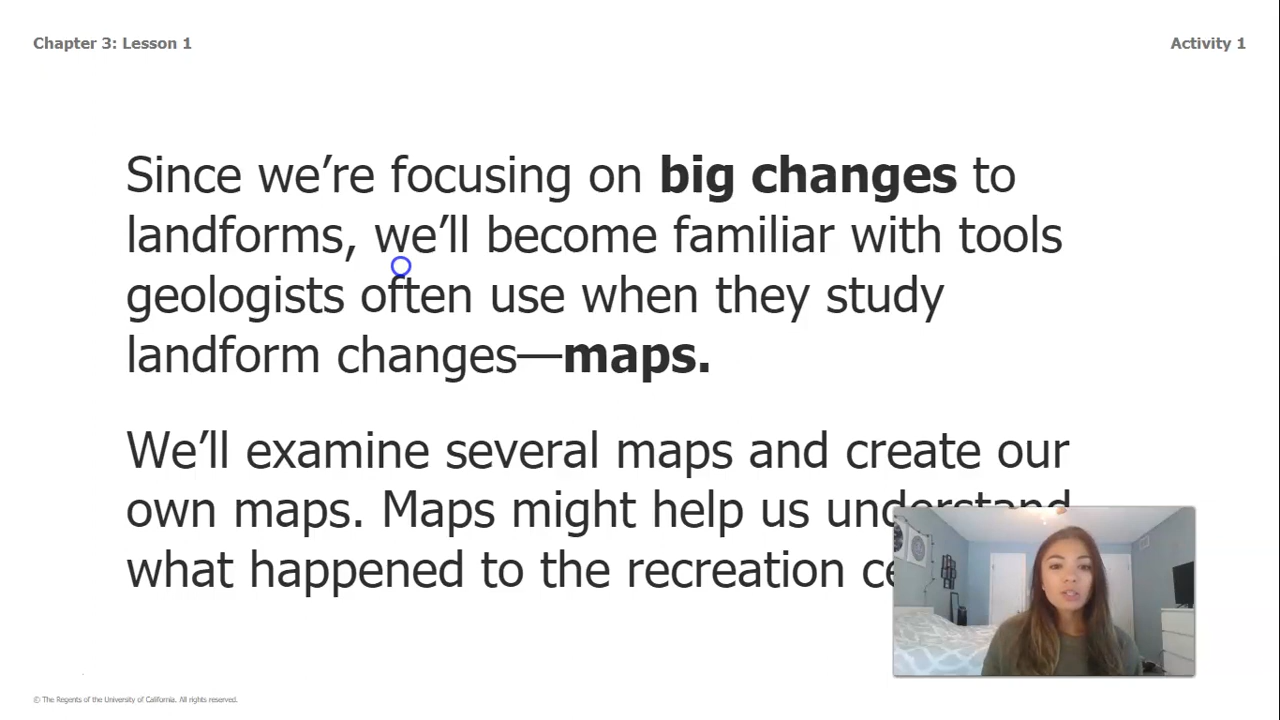 Chapter 3: Lesson 1
Activity 1
Since we’re focusing on big changes to
landforms, we’ll become familiar with tools
geologists often use when they study
landform changes—maps.
We’ll examine several maps and create our
own maps. Maps might help us understand
what happened to the recreation
© The Regents of the University of California. All rights reserved.